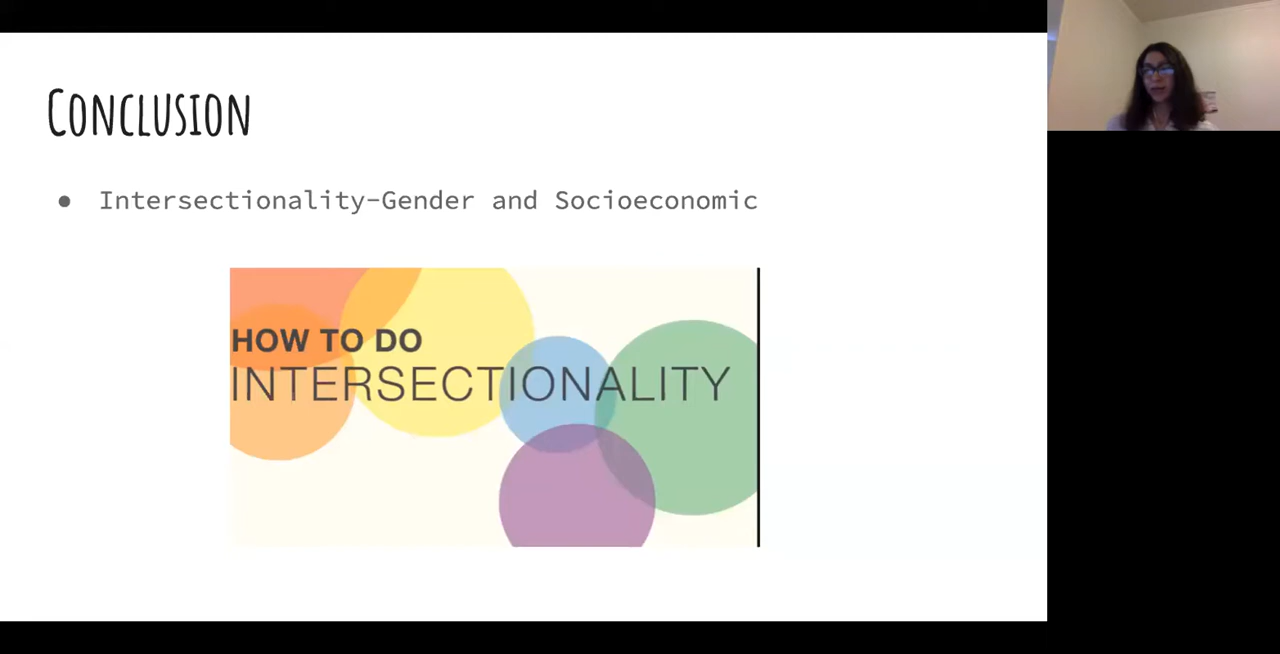 CONCLUSION
● Intersectionality-Gender and Socioeconomic
HOW TO DO
INTERSECTIONALITY